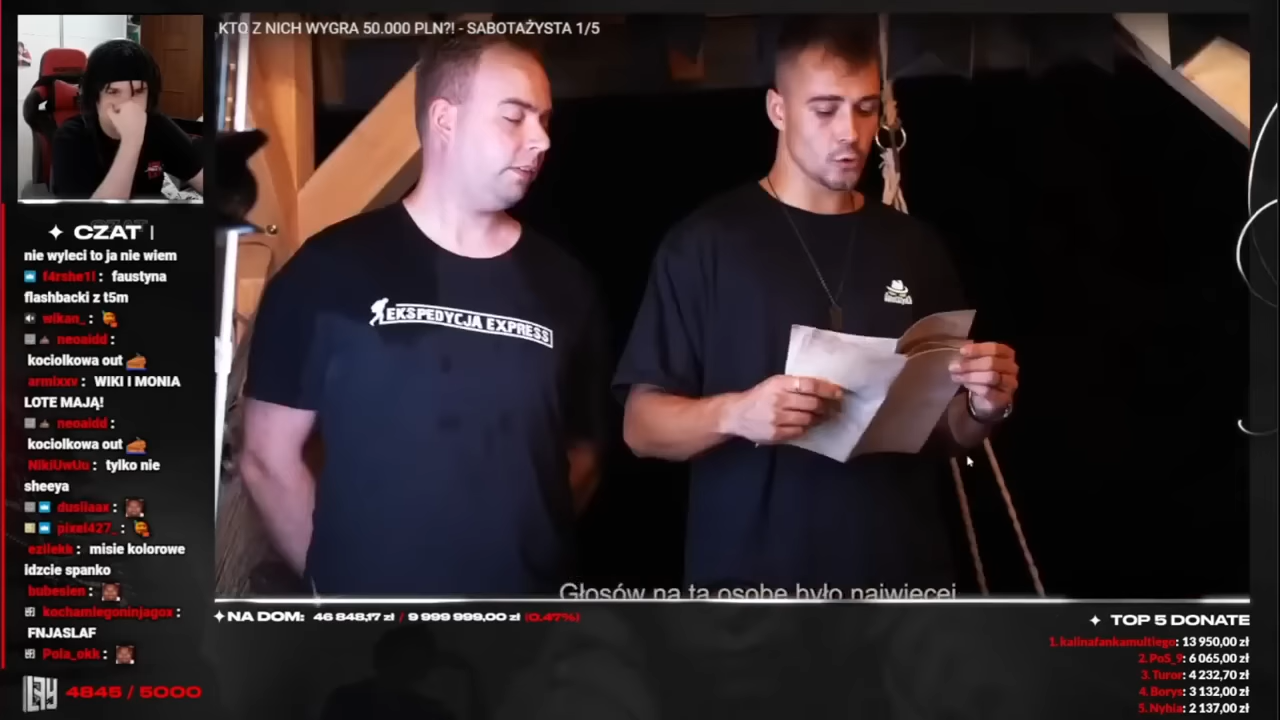 KTO Z NICH WYGRA 50.000 PLN?! - SABOTAŻYSTA 1/5
EKSPEDYCJA EXPRESS
Głosów na tą osobę było najwięcej
CZAT
nie wyleci to ja nie wiem
f4rshe1l: faustyna
flashbacki z t5m
wikan_:
neoaidd:
kociolkowa out
armixxv: WIKI I MONIA
LOTE MAJĄ!
neoaidd:
kociolkowa out
NikiUwUu: tylko nie
sheeya
dusiiaax:
pixel427_:
ezilekk: misie kolorowe
idzcie spanko
bubesien:
kochamiegoninjagox:
FNJASLAF
Pola_okk:
4845 / 5000
NA DOM: 46 848,17 zł / 9 999 999,00 zł (0.47%)
TOP 5 DONATE
1. kalinafankamultiego: 13 950,00 zł
2. Po5_9: 6 065,00 zł
3. Turor: 4 232,70 zł
4. Borys: 3 132,00 zł
5. Nyhia: 2 137,00 zł